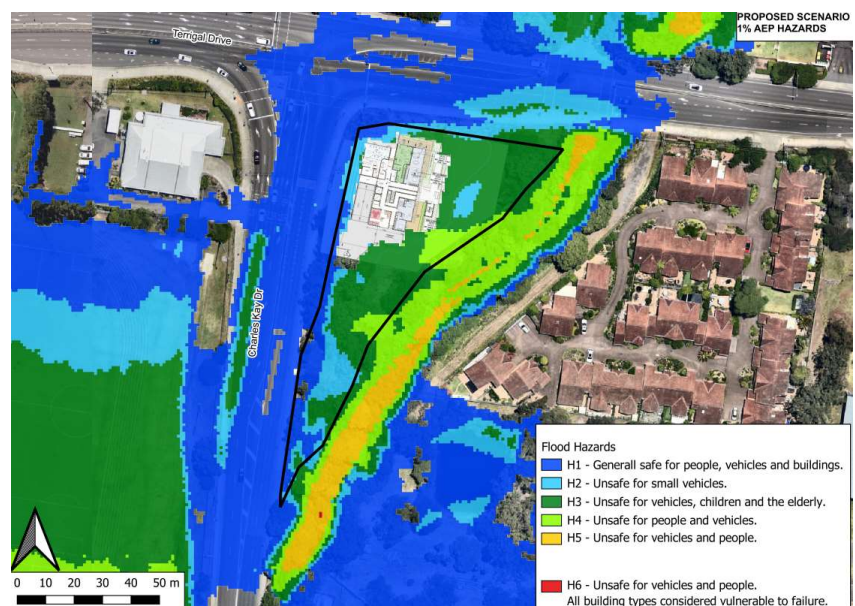 PROPOSED SCENARIO
1% AEP HAZARDS
Terrigal Drive
Charles Kay Dr
Flood Hazards
H1 - Generall safe for people, vehicles and buildings.
H2 - Unsafe for small vehicles.
H3 - Unsafe for vehicles, children and the elderly.
H4 - Unsafe for people and vehicles.
H5 - Unsafe for vehicles and people.
H6 - Unsafe for vehicles and people.
All building types considered vulnerable to failure.
0 10 20 30 40 50 m